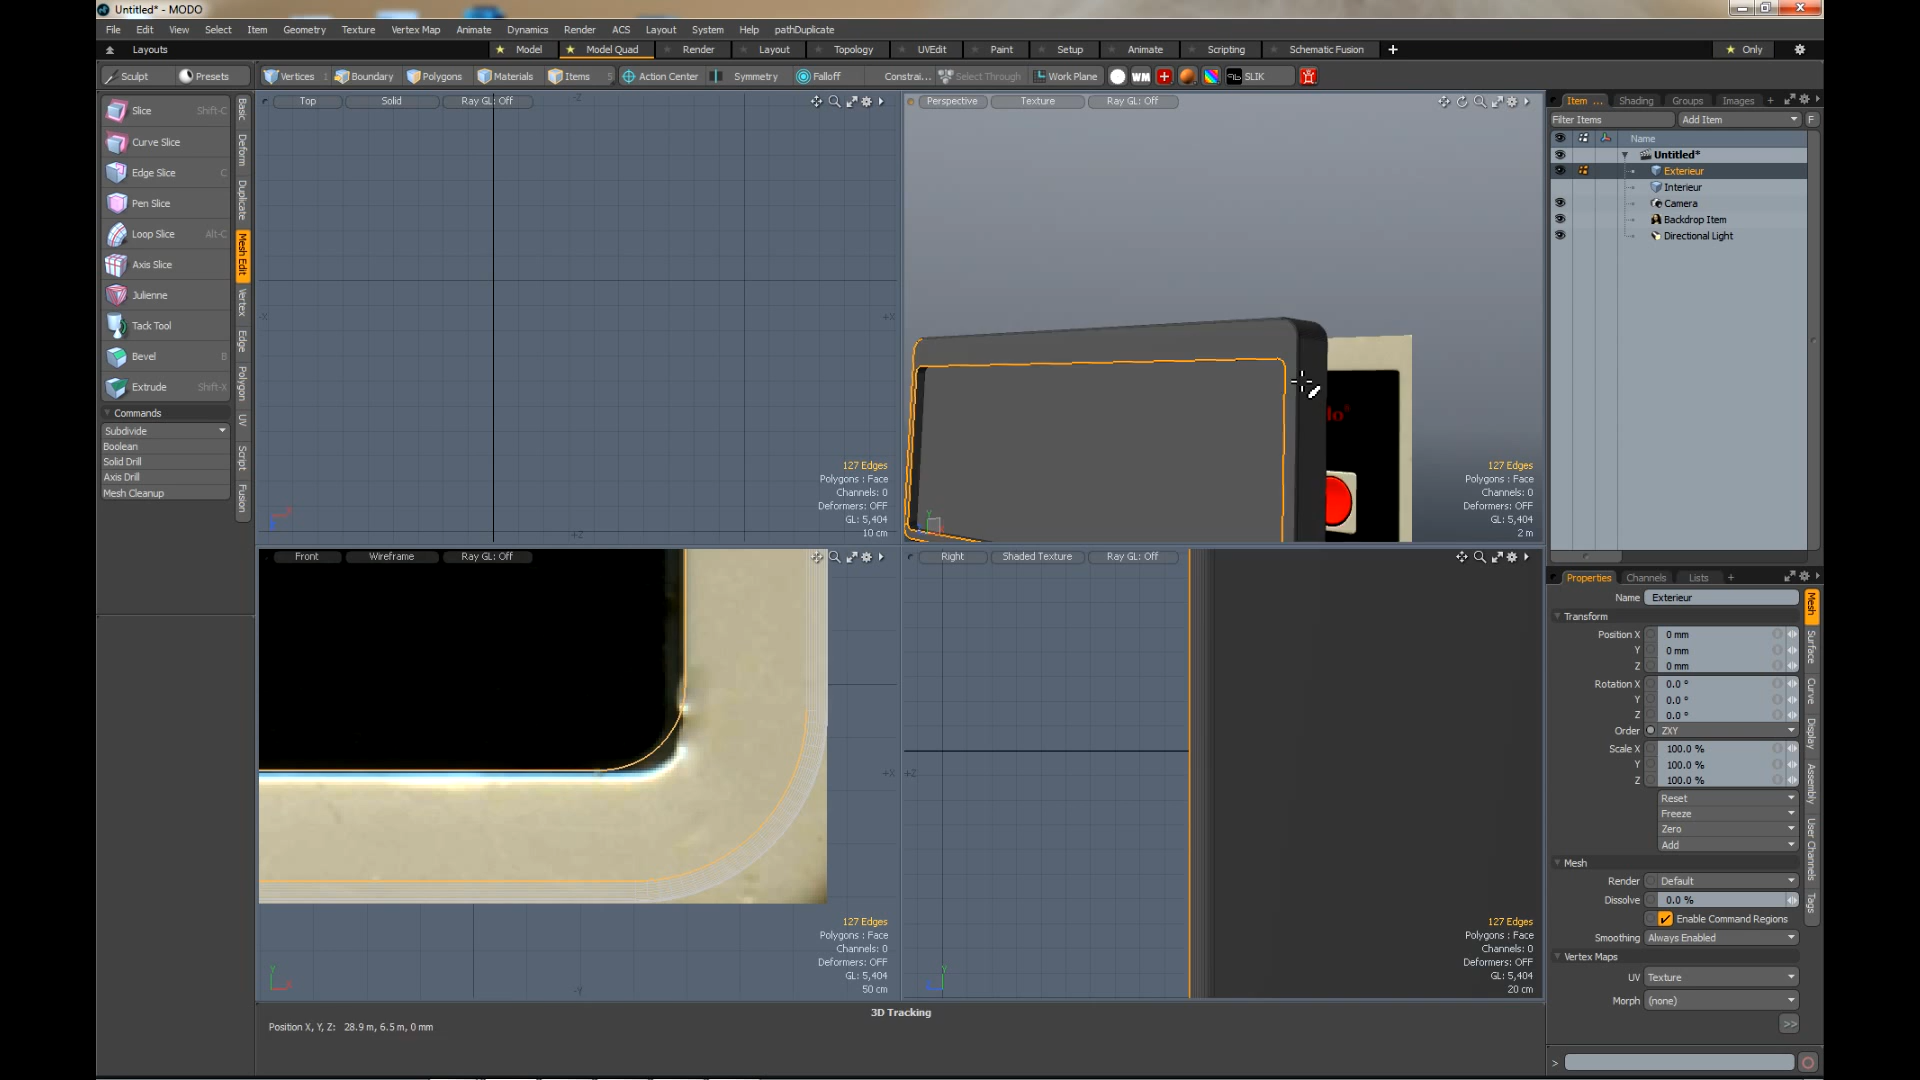 Untitled* - MODO
File Edit View Select Item Geometry Texture Vertex Map Animate Dynamics Render ACS Layout System Help pathDuplicate
Layouts Model Model Quad Render Layout Topology UVEdit Paint Setup Animate Scripting Schematic Fusion Only
Sculpt Presets Vertices 1 Boundary Polygons Materials Items 5 Action Center Symmetry Falloff Constrai... Select Through Work Plane WM SLIK
Slice Shift-C
Curve Slice
Edge Slice C
Pen Slice
Loop Slice Alt-C
Axis Slice
Julienne
Tack Tool
Bevel B
Extrude Shift-X
Commands
Subdivide
Boolean
Solid Drill
Axis Drill
Mesh Cleanup
Basic
Deform
Duplicate
Mesh Edit
Vertex
Edge
Polygon
UV
Script
Fusion
Top Solid Ray GL: Off
-Z
-X
+X
+Z
127 Edges
Polygons : Face
Channels: 0
Deformers: OFF
GL: 5,404
10 cm
Perspective Texture Ray GL: Off
127 Edges
Polygons : Face
Channels: 0
Deformers: OFF
GL: 5,404
2 m
Front Wireframe Ray GL: Off
+X
-Y
127 Edges
Polygons : Face
Channels: 0
Deformers: OFF
GL: 5,404
50 cm
Right Shaded Texture Ray GL: Off
+Z
127 Edges
Polygons : Face
Channels: 0
Deformers: OFF
GL: 5,404
20 cm
Position X, Y, Z: 28.9 m, 6.5 m, 0 mm
3D Tracking
Item ... Shading Groups Images +
Filter Items Add Item F
Name
Untitled*
Exterieur
Interieur
Camera
Backdrop Item
Directional Light
Properties Channels Lists +
Name Exterieur
Transform
Position X 0 mm
Y 0 mm
Z 0 mm
Rotation X 0.0 °
Y 0.0 °
Z 0.0 °
Order ZXY
Scale X 100.0 %
Y 100.0 %
Z 100.0 %
Reset
Freeze
Zero
Add
Mesh
Render Default
Dissolve 0.0 %
Enable Command Regions
Smoothing Always Enabled
Vertex Maps
UV Texture
Morph (none)
>>
>
Mesh
Surface
Curve
Display
Assembly
User Channels
Tags